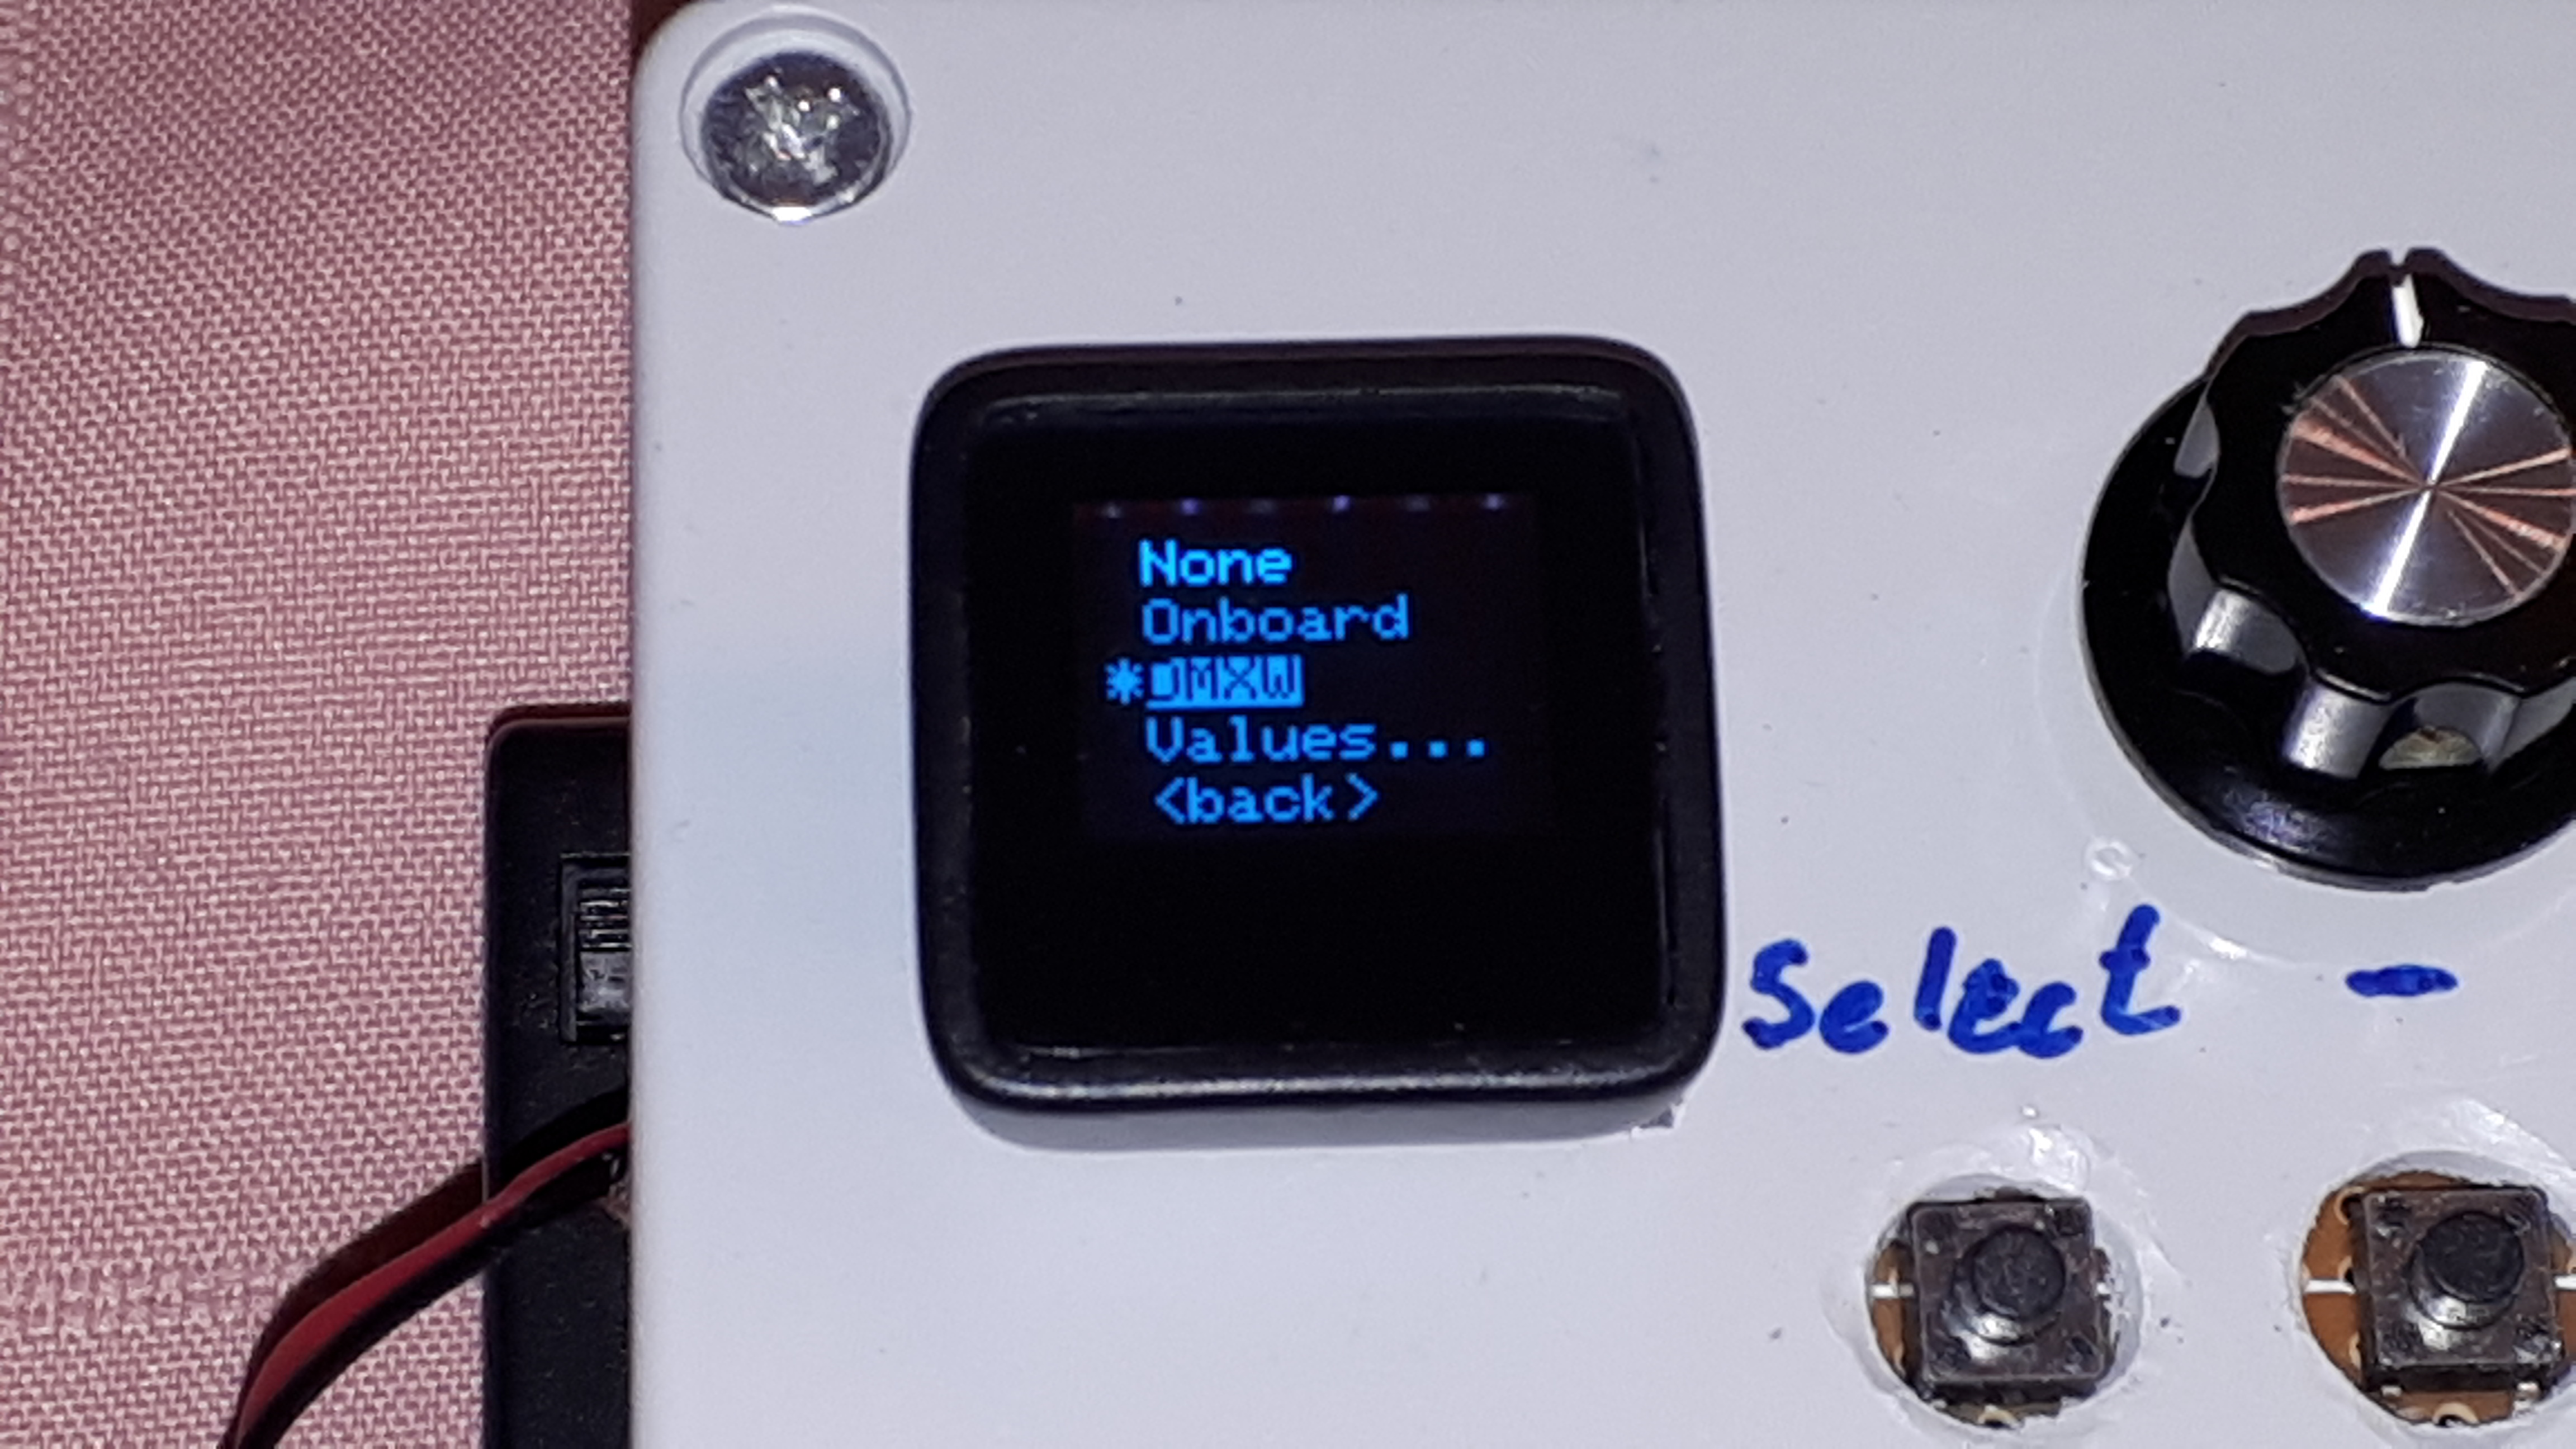 None
Onboard
*DMXW
Values...
<back>
Select -